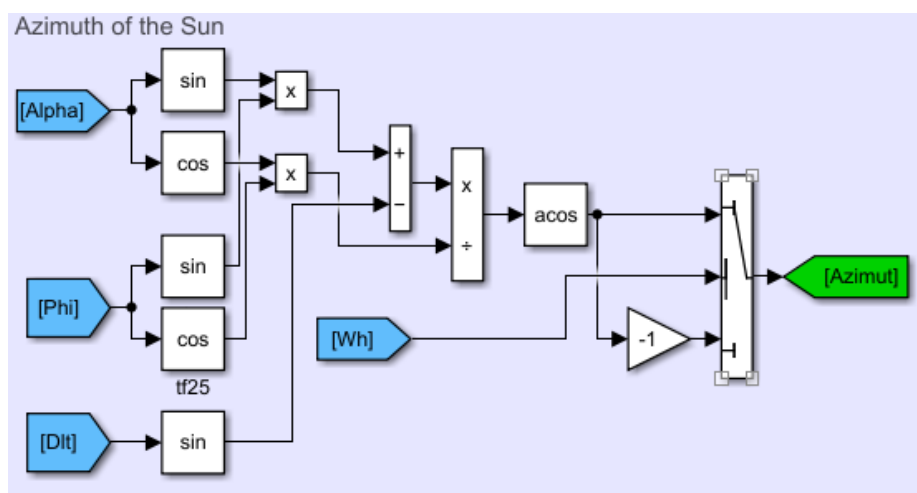 Azimuth of the Sun
[Alpha]
sin
x
cos
x
+
−
x
÷
acos
[Phi]
sin
cos
tf25
[Wh]
-1
[Azimut]
[Dlt]
sin